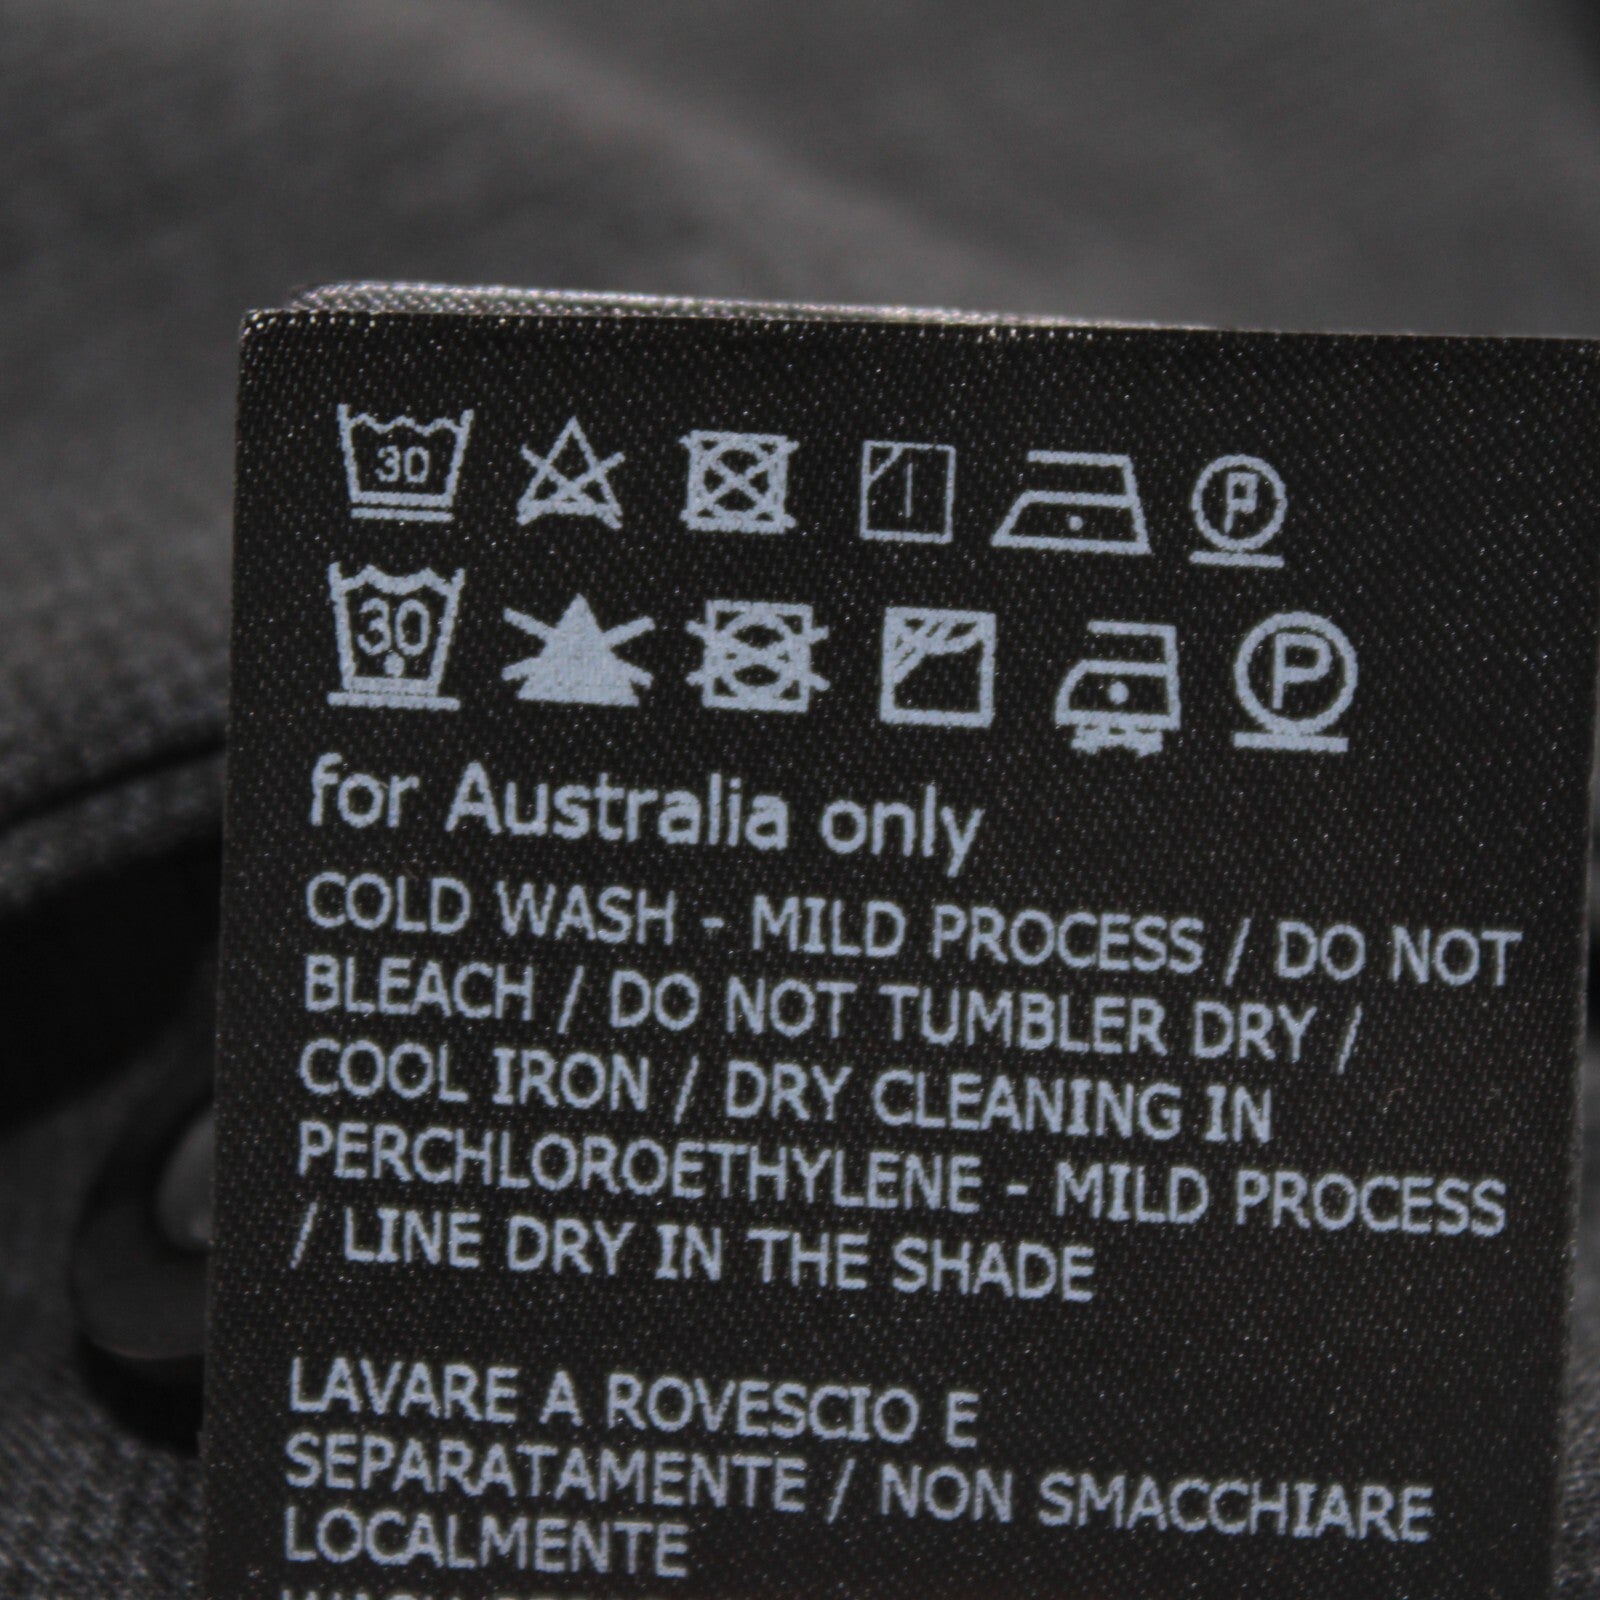 30 P
30 P
for Australia only
COLD WASH - MILD PROCESS / DO NOT
BLEACH / DO NOT TUMBLER DRY /
COOL IRON / DRY CLEANING IN
PERCHLOROETHYLENE - MILD PROCESS
/ LINE DRY IN THE SHADE
LAVARE A ROVESCIO E
SEPARATAMENTE / NON SMACCHIARE
LOCALMENTE